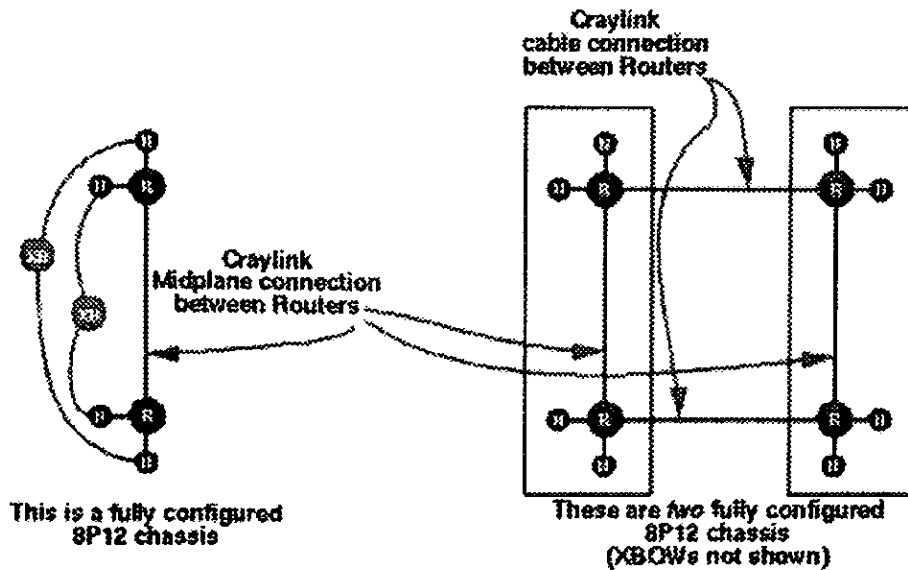 Craylink
cable connection
between Routers
N
R
N
N
R
N
N
R
N
R
N
Craylink
Midplane connection
between Routers
N
R
N
N
R
N
N
R
N
R
N
This is a fully configured
8P12 chassis
These are two fully configured
8P12 chassis
(XBOWs not shown)